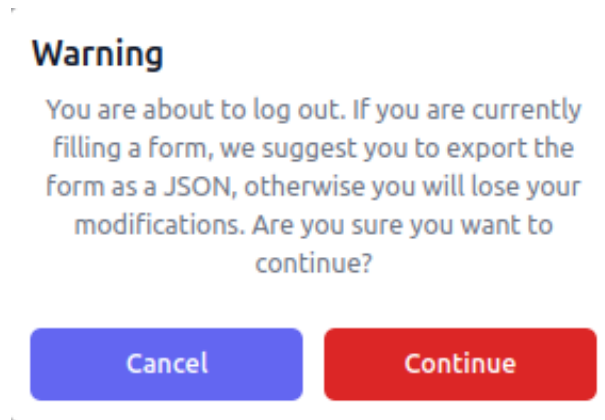 Warning
You are about to log out. If you are currently
filling a form, we suggest you to export the
form as a JSON, otherwise you will lose your
modifications. Are you sure you want to
continue?
Cancel
Continue